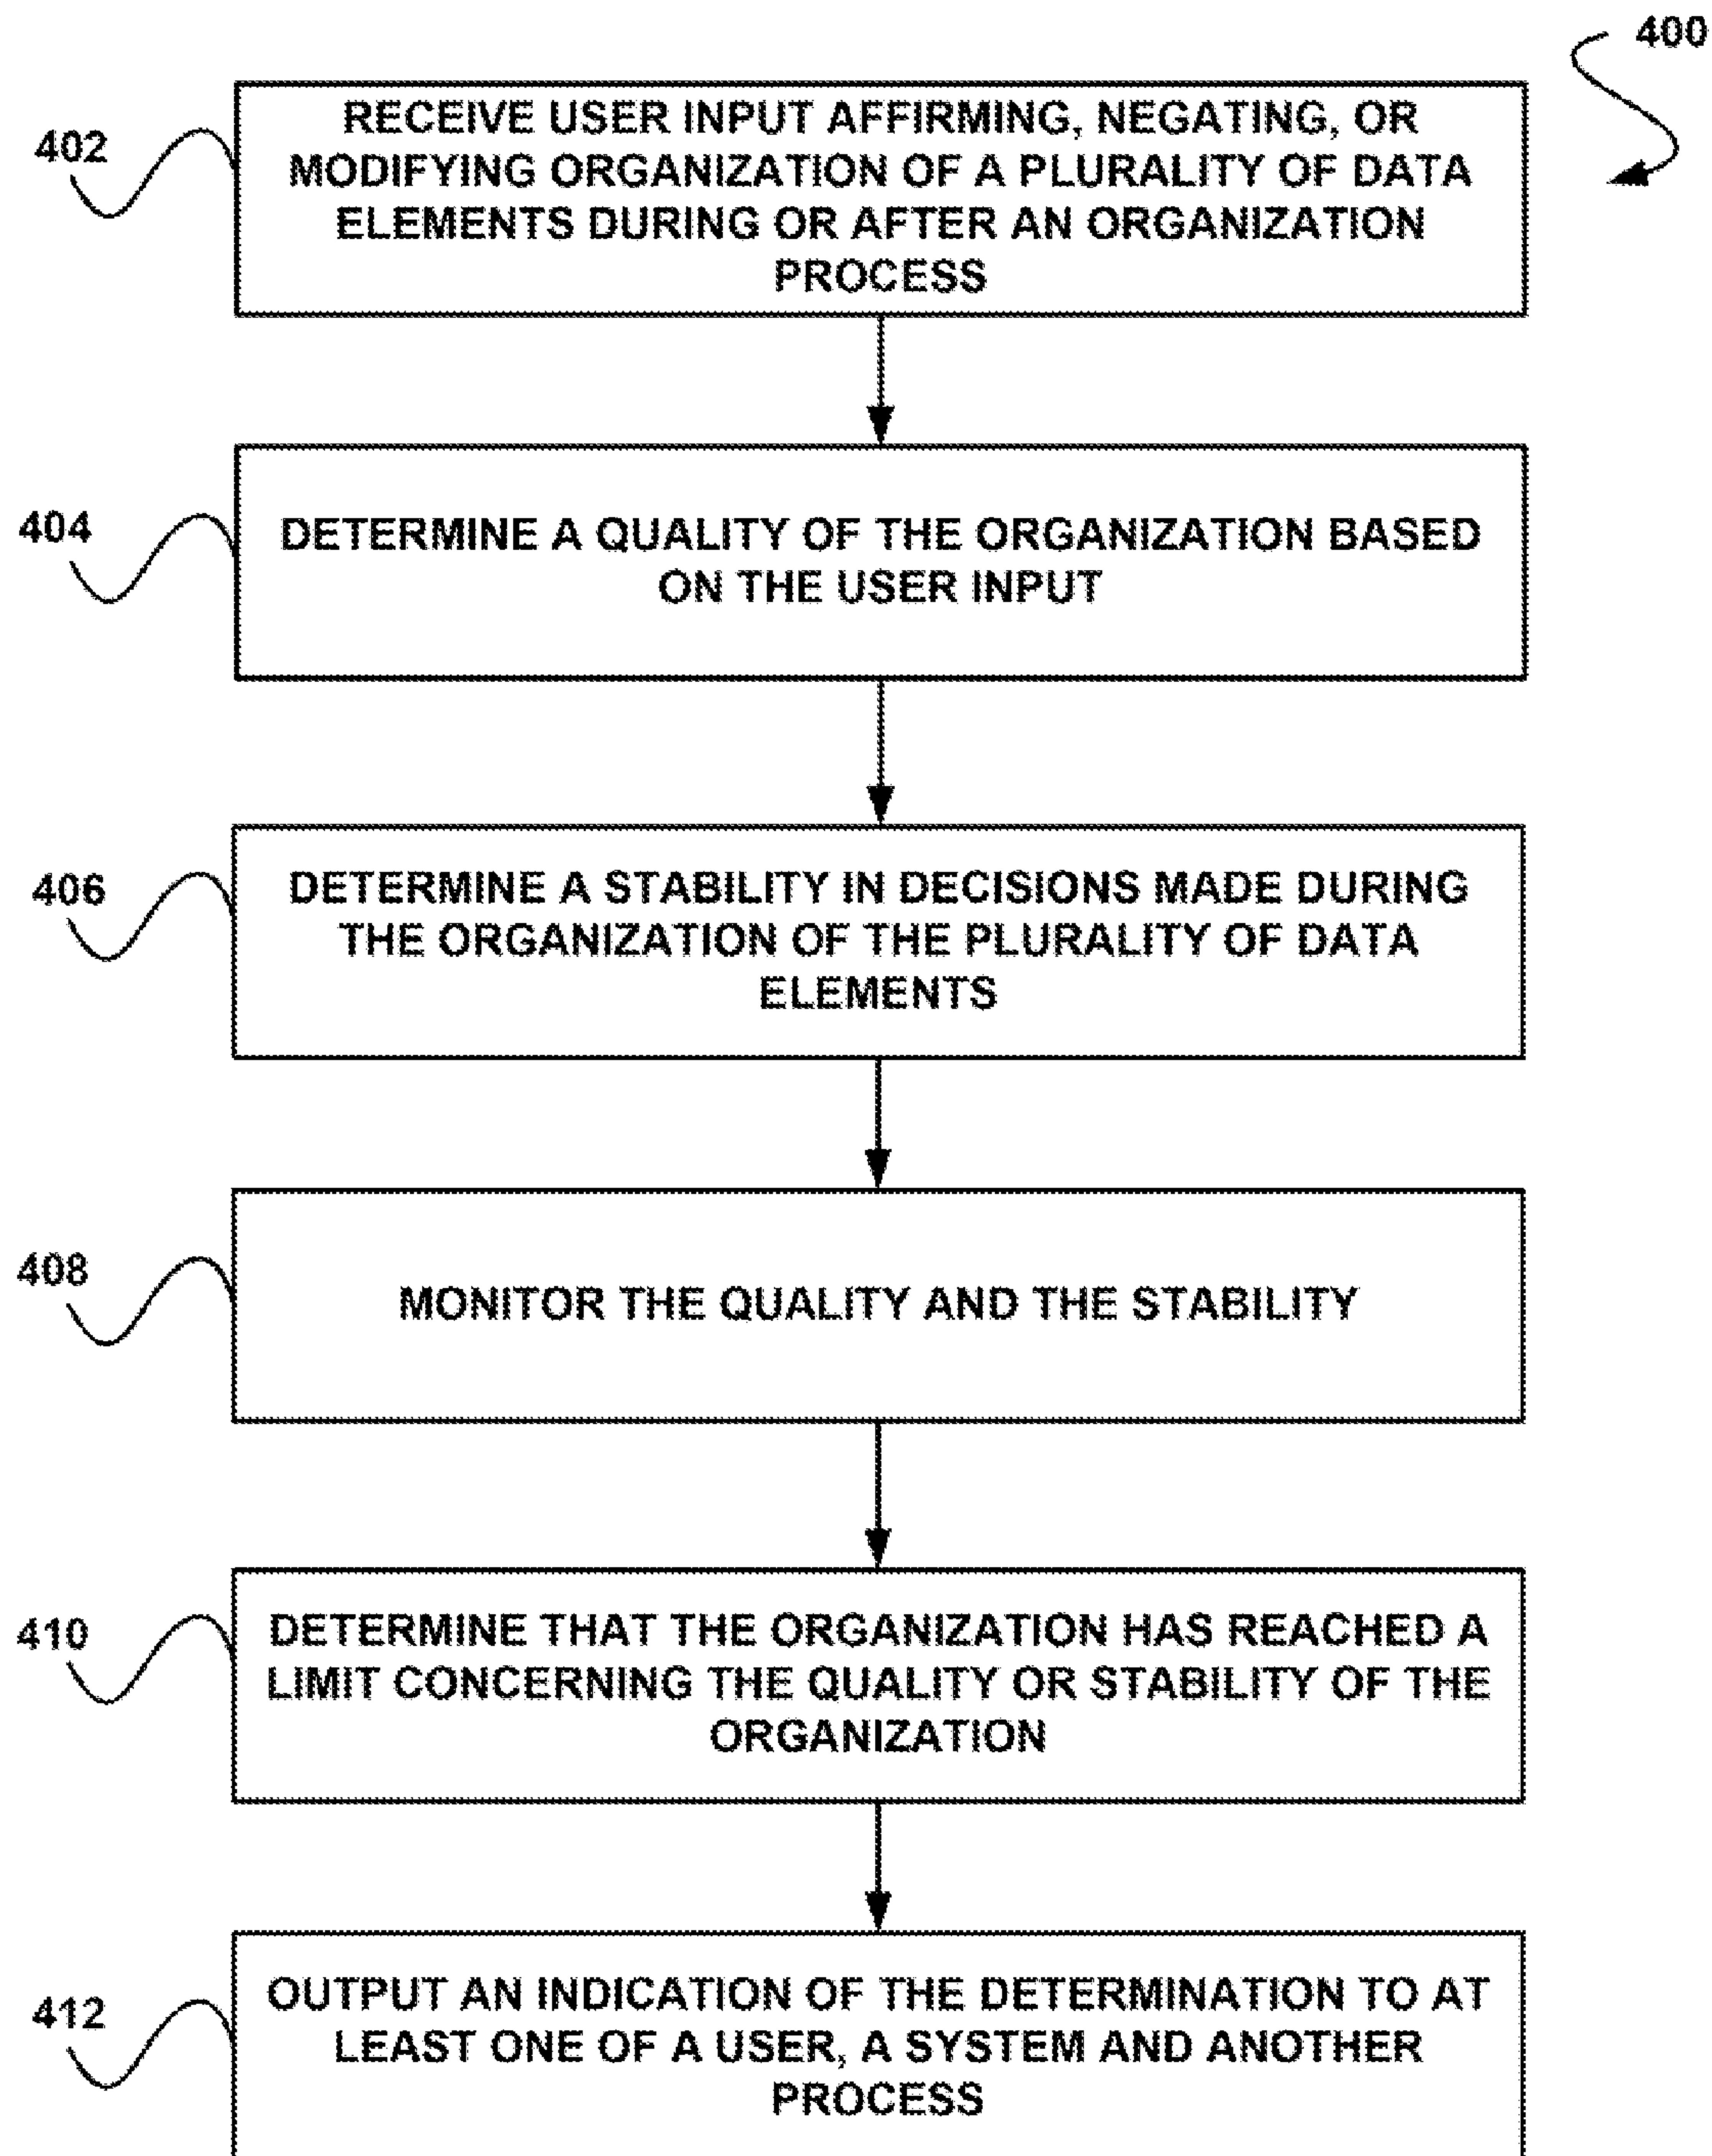 400
402
RECEIVE USER INPUT AFFIRMING, NEGATING, OR
MODIFYING ORGANIZATION OF A PLURALITY OF DATA
ELEMENTS DURING OR AFTER AN ORGANIZATION
PROCESS
404
DETERMINE A QUALITY OF THE ORGANIZATION BASED
ON THE USER INPUT
406
DETERMINE A STABILITY IN DECISIONS MADE DURING
THE ORGANIZATION OF THE PLURALITY OF DATA
ELEMENTS
408
MONITOR THE QUALITY AND THE STABILITY
410
DETERMINE THAT THE ORGANIZATION HAS REACHED A
LIMIT CONCERNING THE QUALITY OR STABILITY OF THE
ORGANIZATION
412
OUTPUT AN INDICATION OF THE DETERMINATION TO AT
LEAST ONE OF A USER, A SYSTEM AND ANOTHER
PROCESS